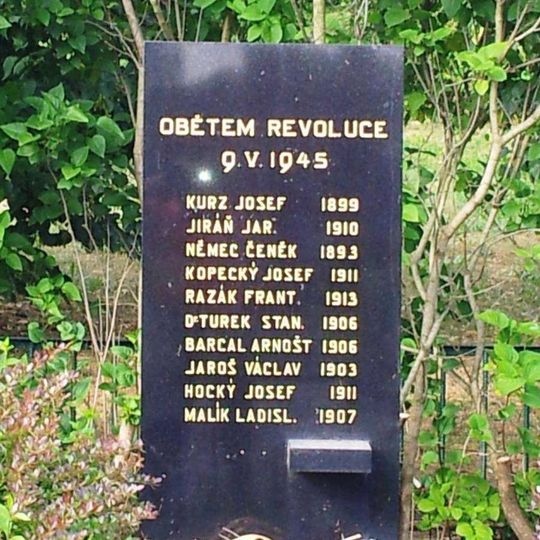 OBĚTEM REVOLUCE
9.V.1945
KURZ JOSEF 1899
JIRÁŇ JAR. 1910
NĚMEC ČENĚK 1893
KOPECKÝ JOSEF 1911
RAZÁK FRANT. 1913
Dr TUREK STAN. 1906
BARCAL ARNOŠT 1906
JAROŠ VÁCLAV 1903
HOCKÝ JOSEF 1911
MALÍK LADISL. 1907